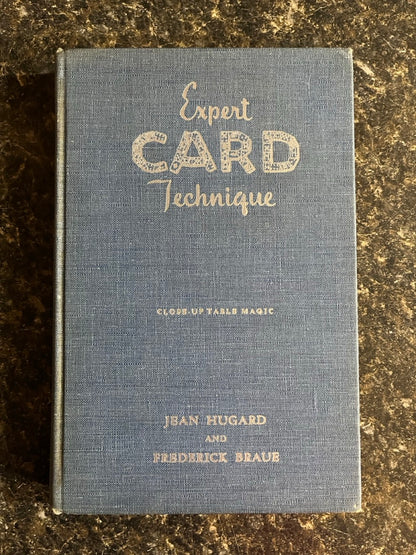 Expert
CARD
Technique
CLOSE-UP TABLE MAGIC
JEAN HUGARD
AND
FREDERICK BRAUE